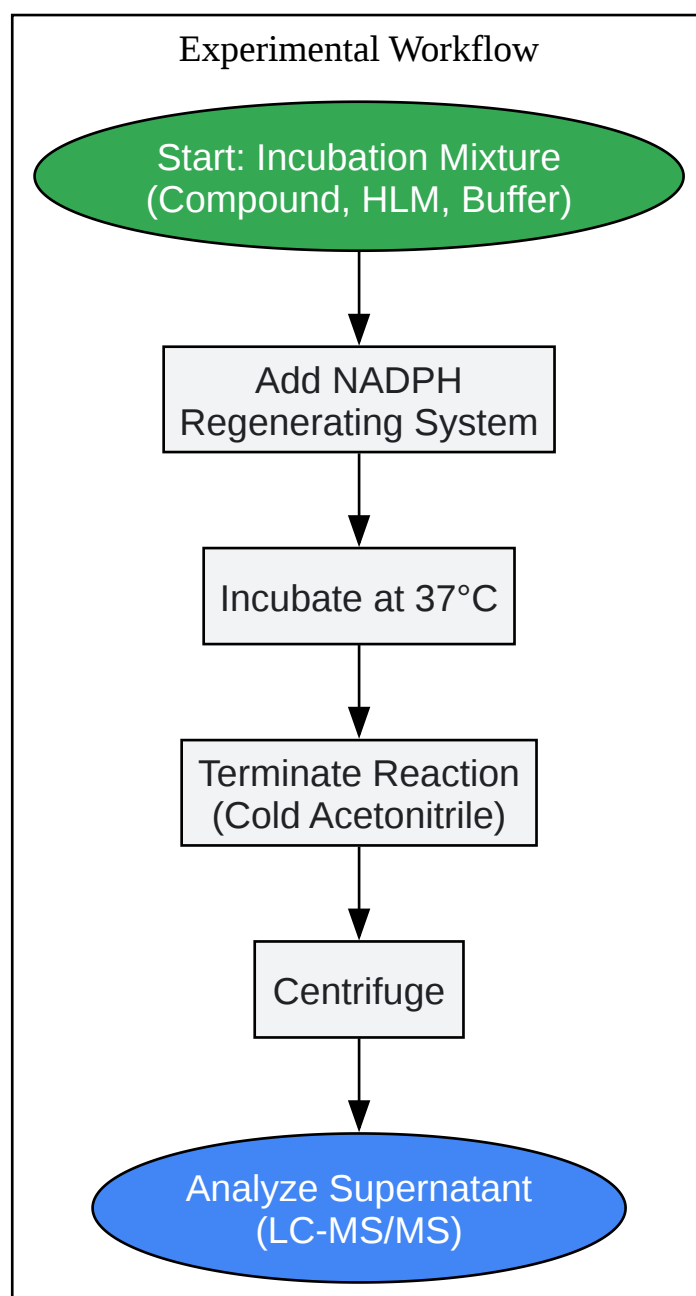 Experimental Workflow
Start: Incubation Mixture
(Compound, HLM, Buffer)
Add NADPH
Regenerating System
Incubate at 37°C
Terminate Reaction
(Cold Acetonitrile)
Centrifuge
Analyze Supernatant
(LC-MS/MS)